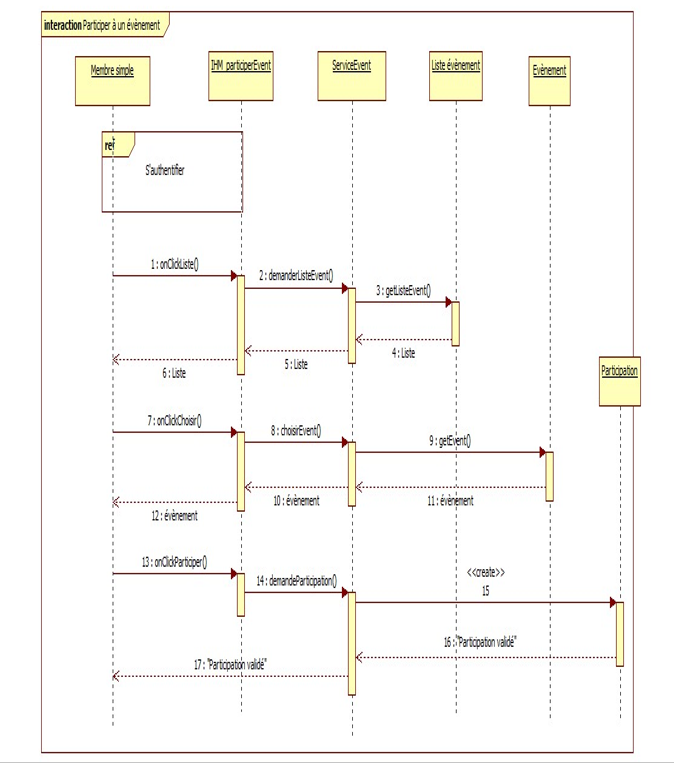 interaction Participer à un évènement
Membre simple
IHM_participerEvent
ServiceEvent
Liste évènement
Evènement
ref
S'authentifier
1 : onClickListe()
2 : demanderListeEvent()
3 : getListeEvent()
4 : Liste
5 : Liste
6 : Liste
Participation
7 : onClickChoisir()
8 : choisirEvent()
9 : getEvent()
10 : évènement
11 : évènement
12 : évènement
13 : onClickParticiper()
14 : demandeParticipation()
<<create>>
15
16 : "Participation validé"
17 : "Participation validé"